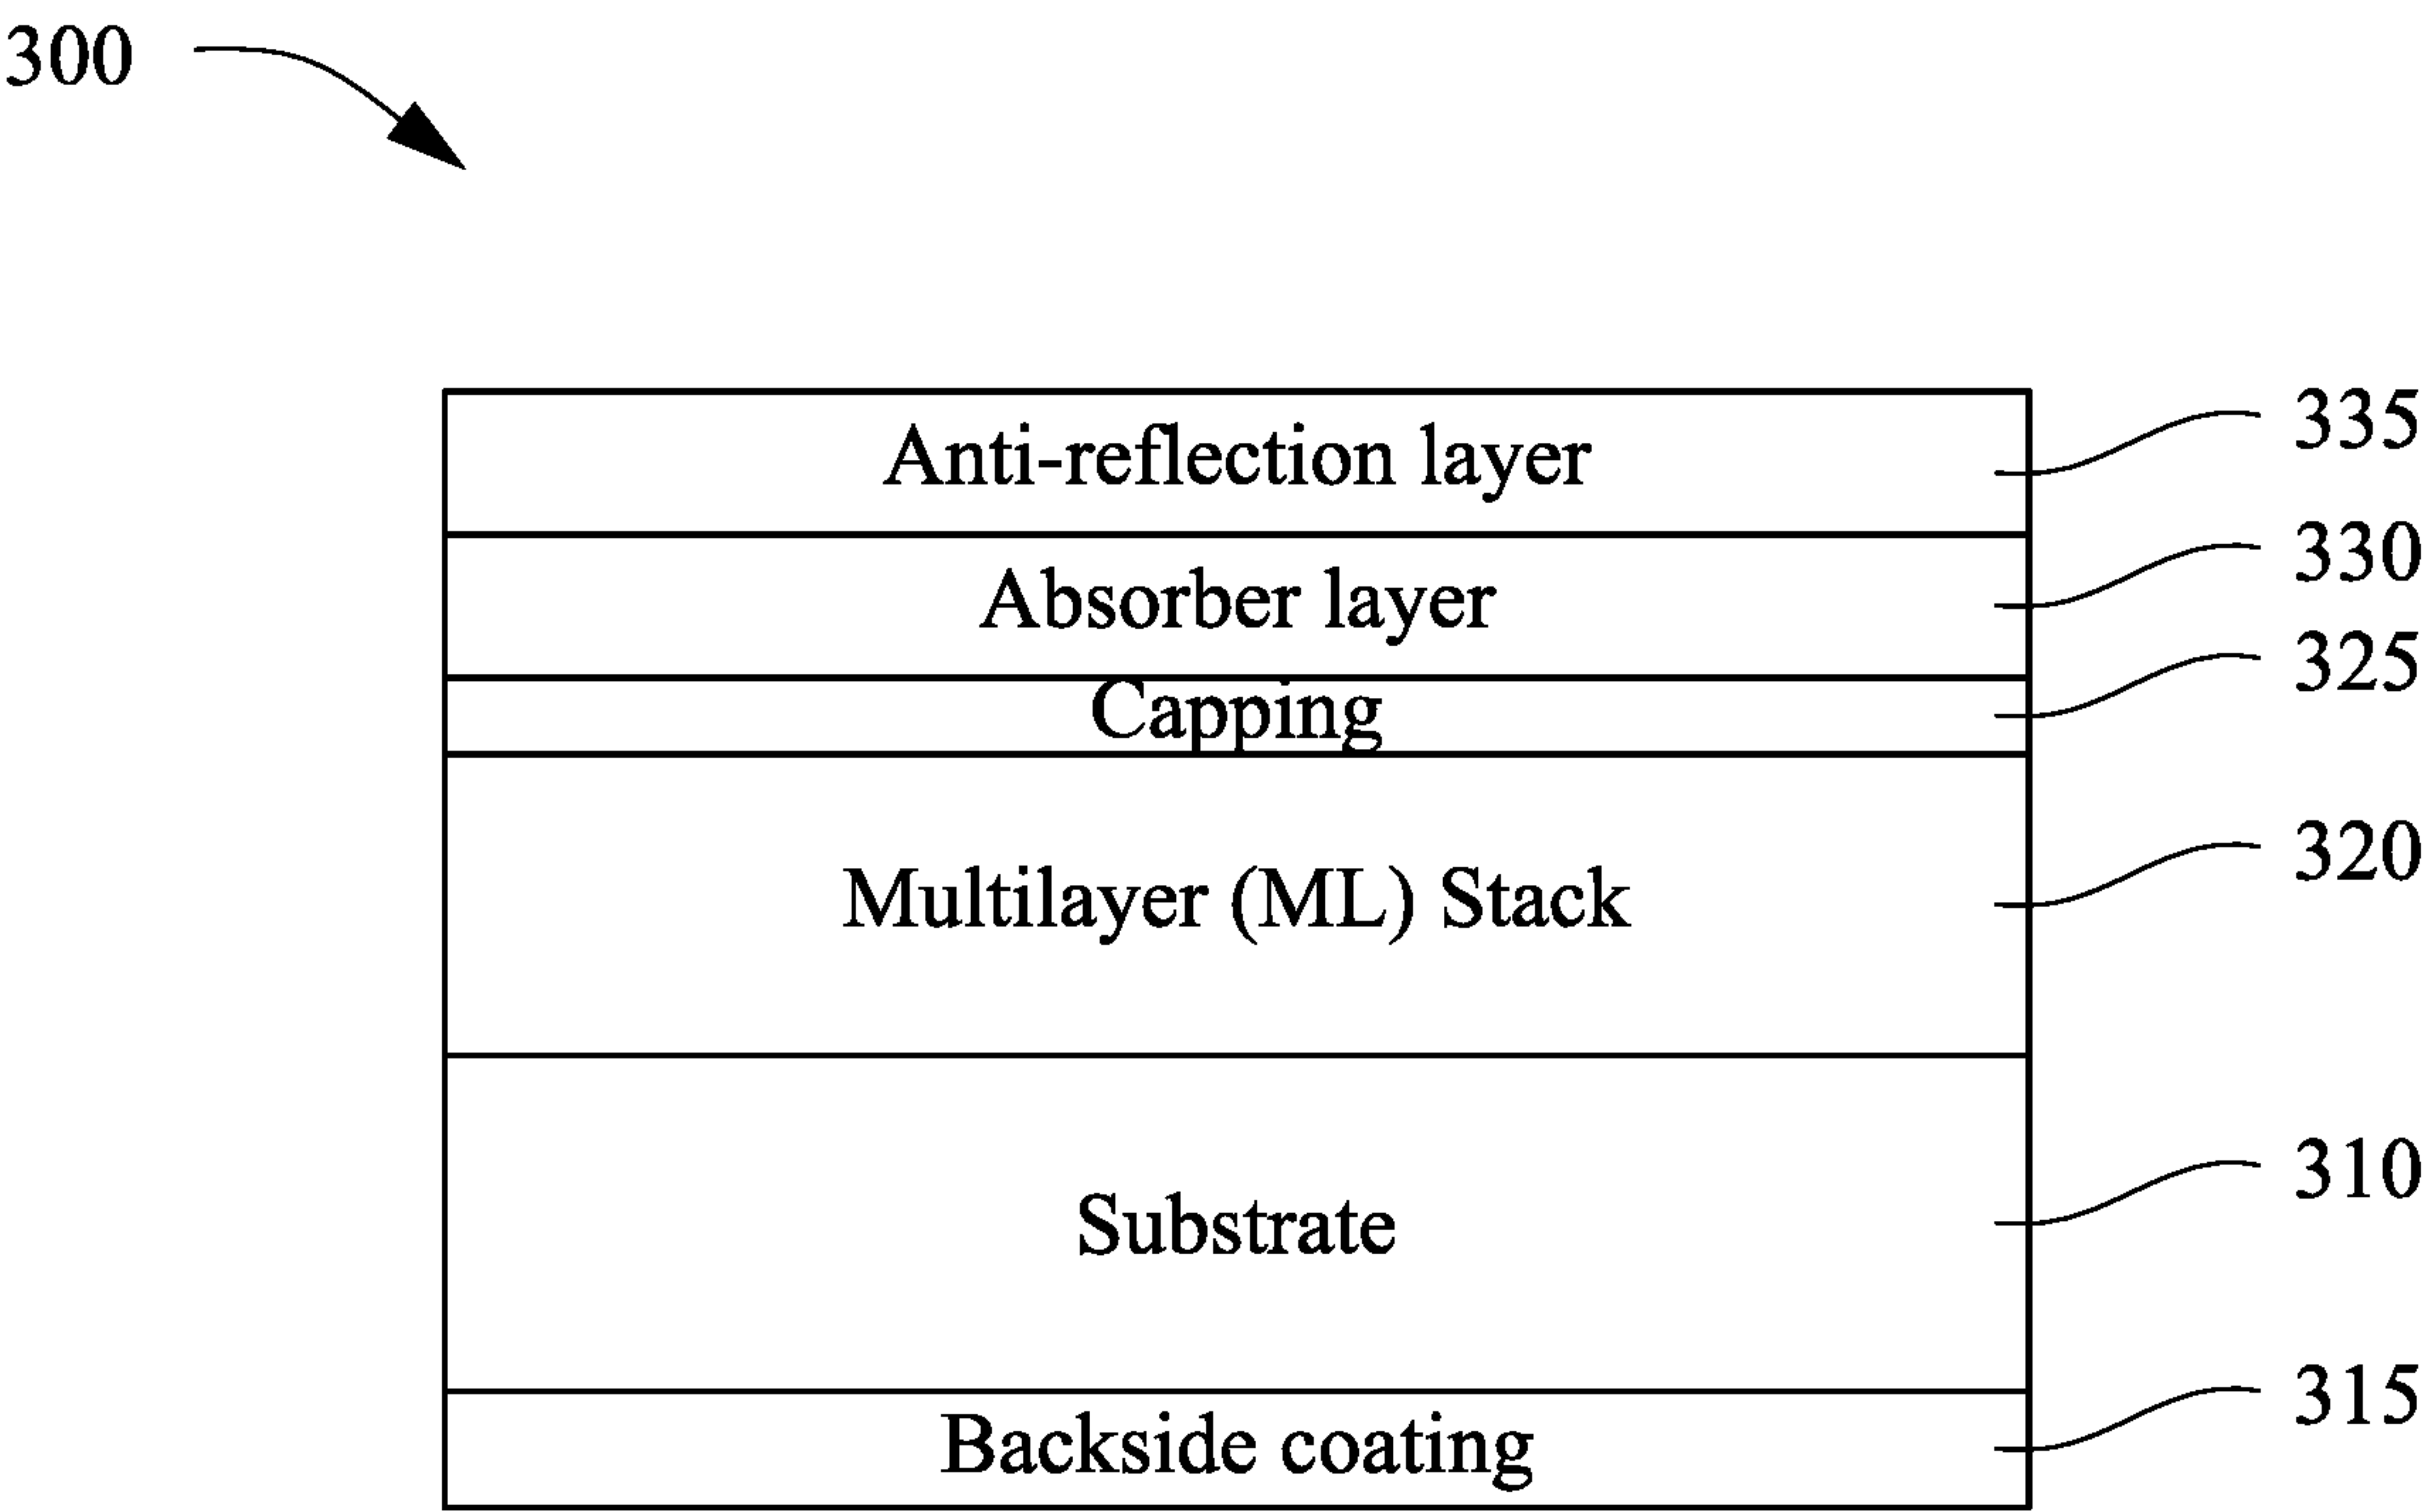 300
Anti-reflection layer 335
Absorber layer 330
Capping 325
Multilayer (ML) Stack 320
Substrate 310
Backside coating 315